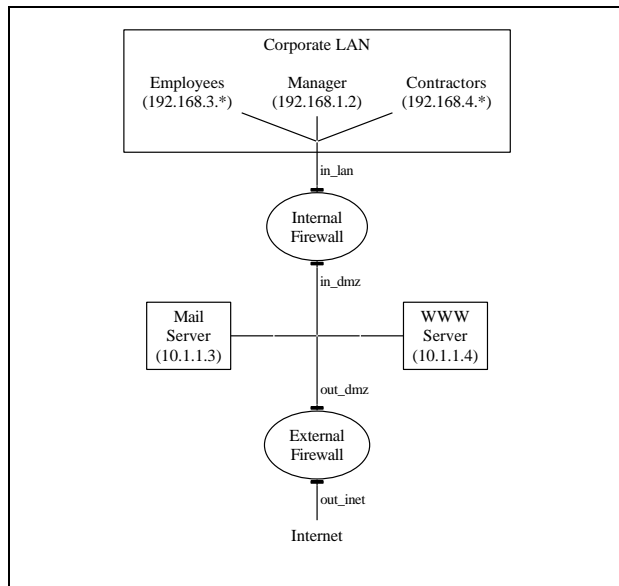 Corporate LAN
Employees
(192.168.3.*)
Manager
(192.168.1.2)
Contractors
(192.168.4.*)
in_lan
Internal
Firewall
in_dmz
Mail
Server
(10.1.1.3)
WWW
Server
(10.1.1.4)
out_dmz
External
Firewall
out_inet
Internet